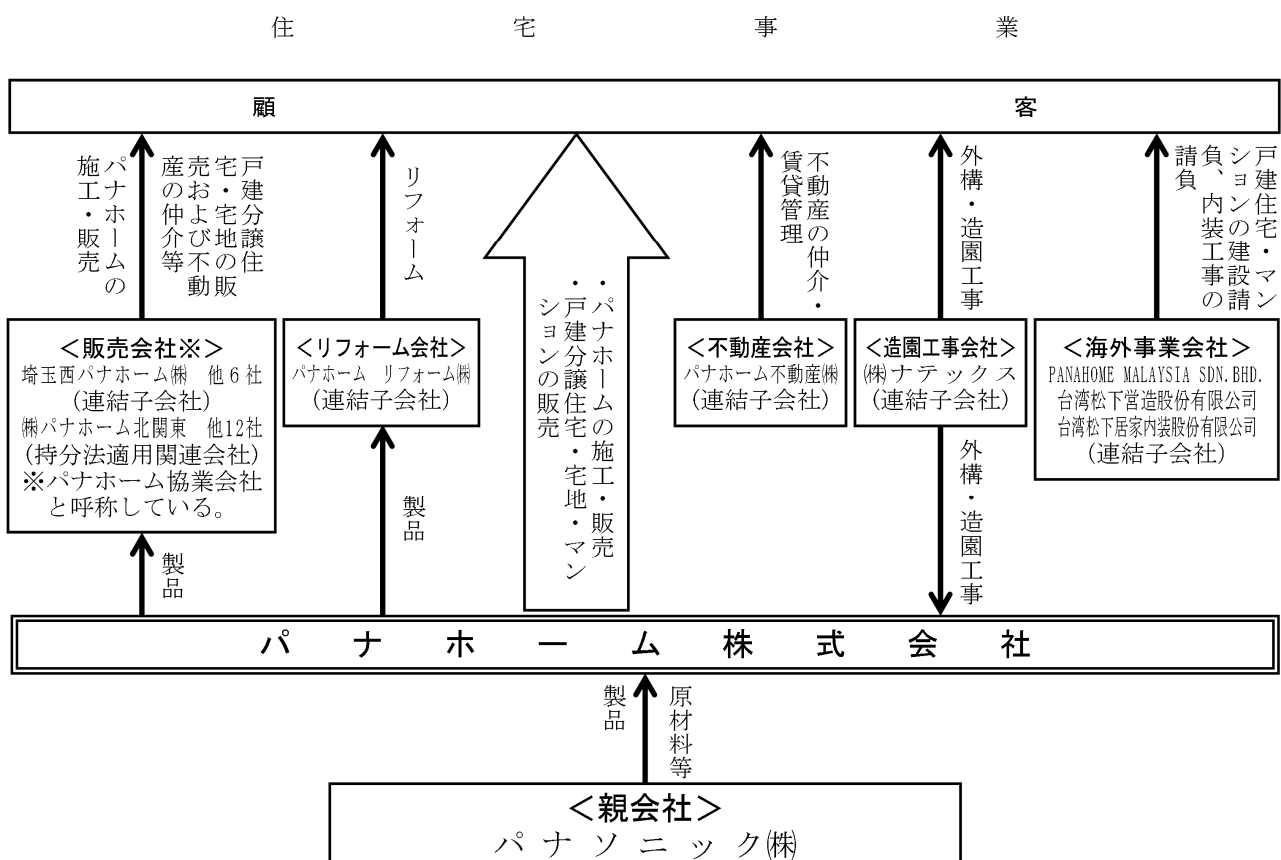 住宅事業
顧客
パナホームの
施工・販売
戸建分譲住
宅・宅地の販
売および不動
産の仲介等
リフォーム
・パナホームの施工・販売
・戸建分譲住宅・宅地・マン
ションの販売
不動産の仲介・
賃貸管理
外構・造園工事
戸建住宅・マン
ションの建設請
負、内装工事の
請負
<販売会社※>
埼玉西パナホーム㈱ 他6社
(連結子会社)
㈱パナホーム北関東 他12社
(持分法適用関連会社)
※パナホーム協業会社
と呼称している。
<リフォーム会社>
パナホーム リフォーム㈱
(連結子会社)
<不動産会社>
パナホーム不動産㈱
(連結子会社)
<造園工事会社>
㈱ナテックス
(連結子会社)
<海外事業会社>
PANAHOME MALAYSIA SDN.BHD.
台湾松下営造股份有限公司
台湾松下居家内装股份有限公司
(連結子会社)
製品
製品
外構・造園工事
パナホーム株式会社
製品
原材料等
<親会社>
パナソニック㈱